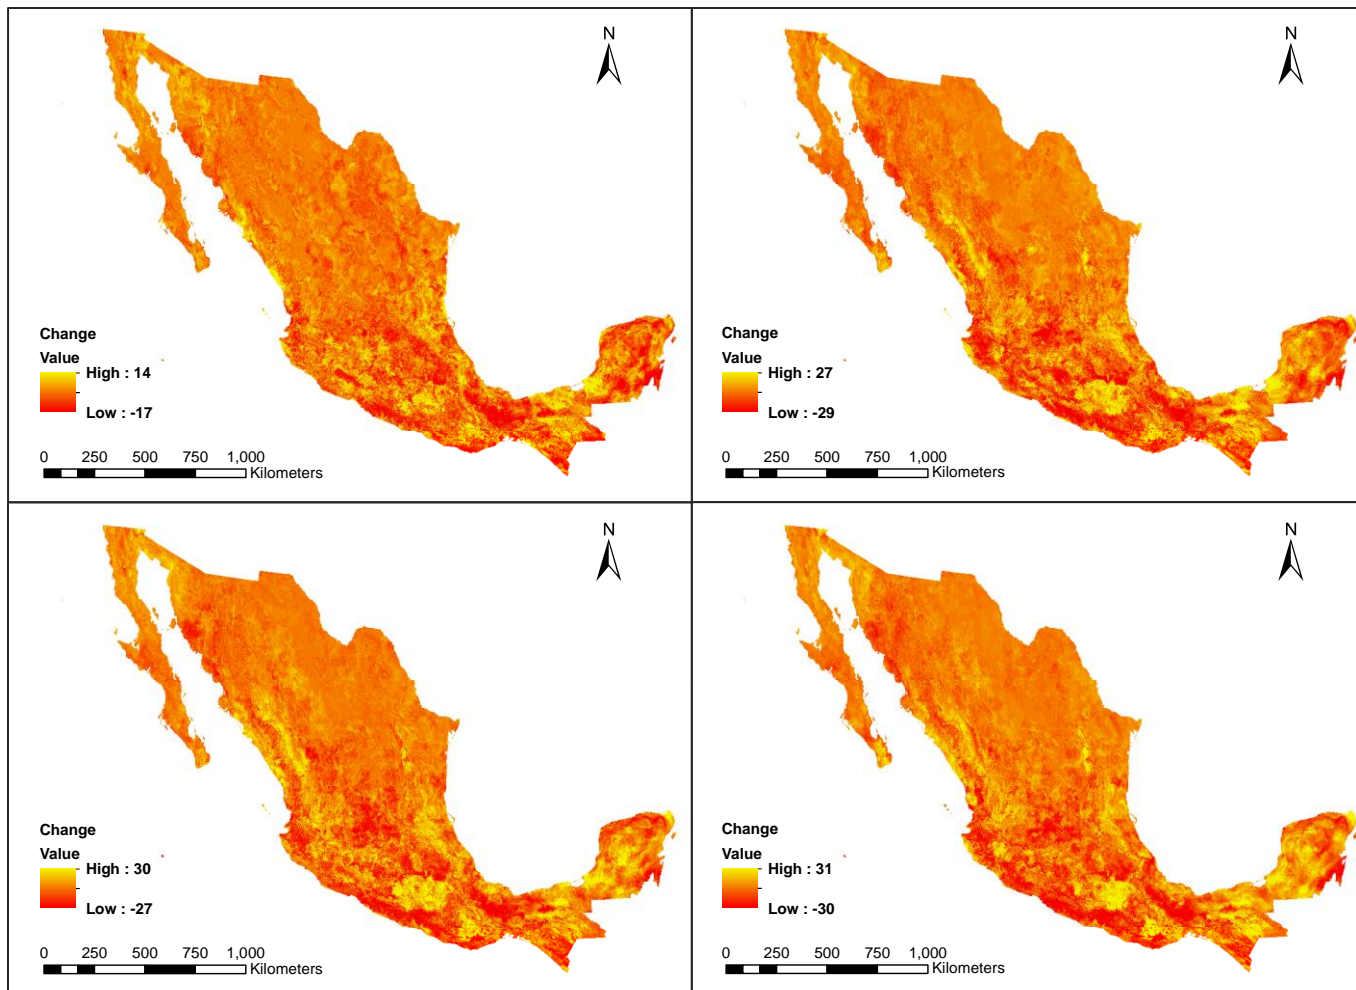 N
Change
Value
High : 14
Low : -17
0 250 500 750 1,000
Kilometers
N
Change
Value
High : 27
Low : -29
0 250 500 750 1,000
Kilometers
N
Change
Value
High : 30
Low : -27
0 250 500 750 1,000
Kilometers
N
Change
Value
High : 31
Low : -30
0 250 500 750 1,000
Kilometers